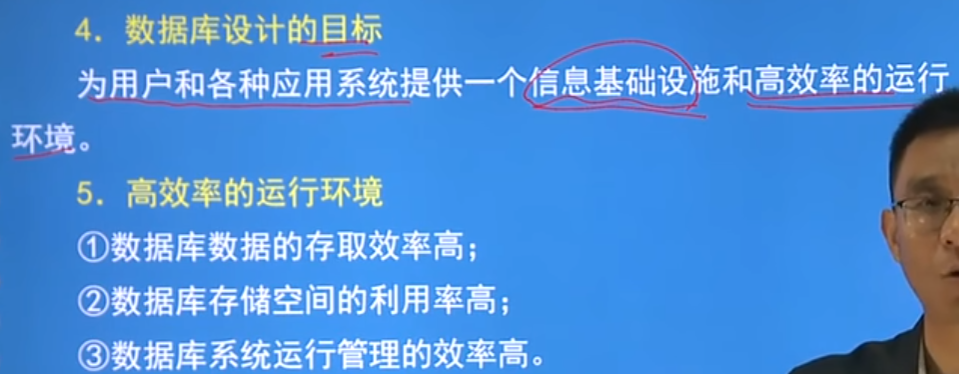 4. 数据库设计的目标
为用户和各种应用系统提供一个信息基础设施和高效率的运行
环境。
5. 高效率的运行环境
①数据库数据的存取效率高；
②数据库存储空间的利用率高；
③数据库系统运行管理的效率高。